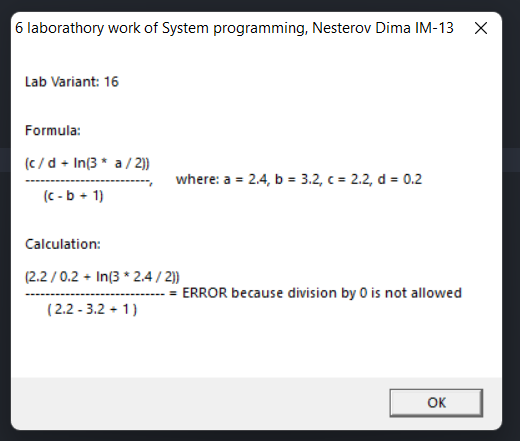 6 laborathory work of System programming, Nesterov Dima IM-13
Lab Variant: 16
Formula:
(c / d + ln(3 *  a / 2))
--------------------------,      where: a = 2.4, b = 3.2, c = 2.2, d = 0.2
(c - b + 1)
Calculation:
(2.2 / 0.2 + ln(3 * 2.4 / 2))
----------------------------- = ERROR because division by 0 is not allowed
( 2.2 - 3.2 + 1 )
OK